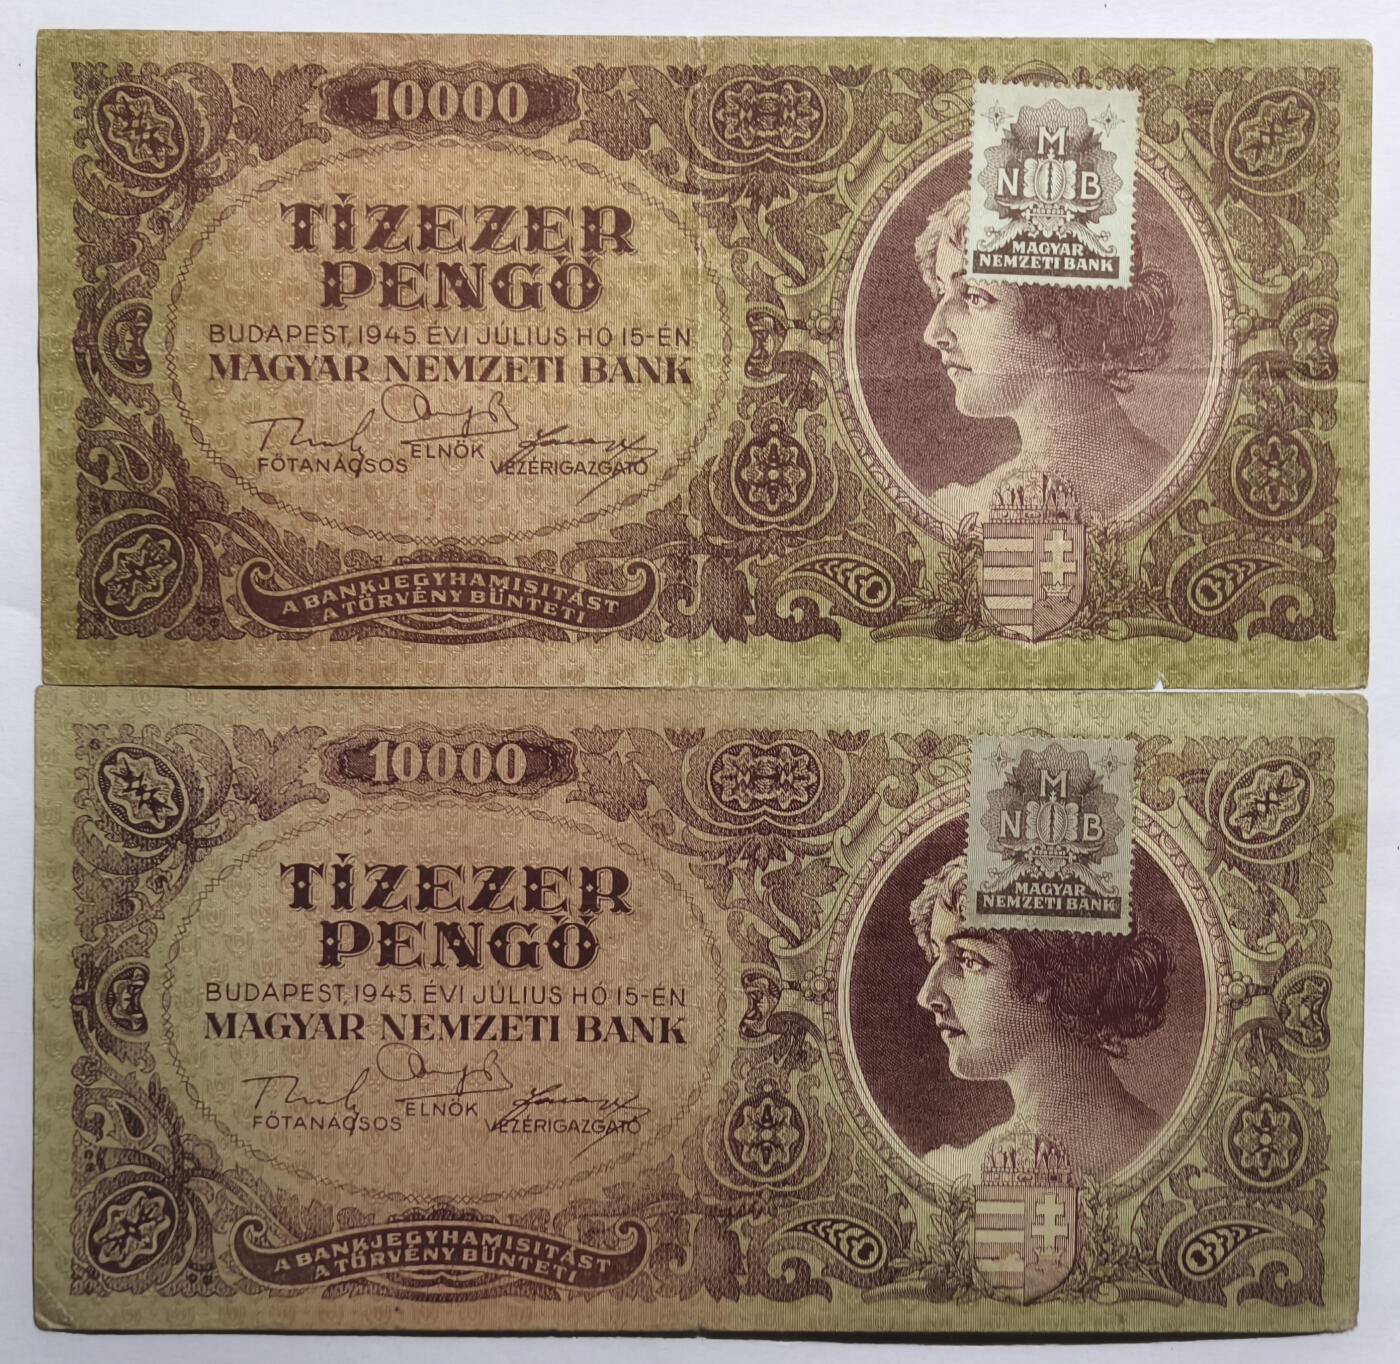 10000
M
N B
MAGYAR
NEMZETI BANK
TÍZEZER
PENGŐ
BUDAPEST, 1945. ÉVI JÚLIUS HÓ 15-ÉN
MAGYAR NEMZETI BANK
ELNÖK
FŐTANÁCSOS
VEZÉRIGAZGATÓ
A BANKJEGYHAMISITÁST
A TÖRVÉNY BÜNTETI
10000
M
N B
MAGYAR
NEMZETI BANK
TÍZEZER
PENGŐ
BUDAPEST, 1945. ÉVI JÚLIUS HÓ 15-ÉN
MAGYAR NEMZETI BANK
ELNÖK
FŐTANÁCSOS
VEZÉRIGAZGATÓ
A BANKJEGYHAMISITÁST
A TÖRVÉNY BÜNTETI